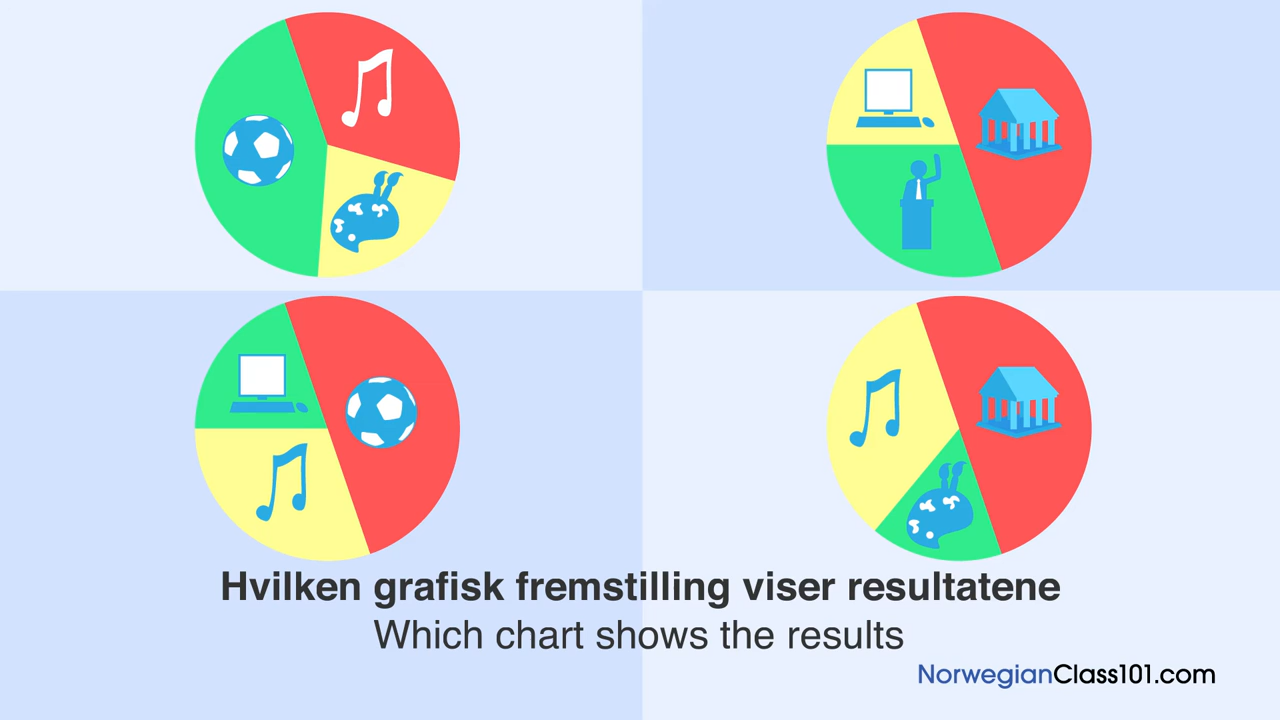 Hvilken grafisk fremstilling viser resultatene
Which chart shows the results
NorwegianClass101.com